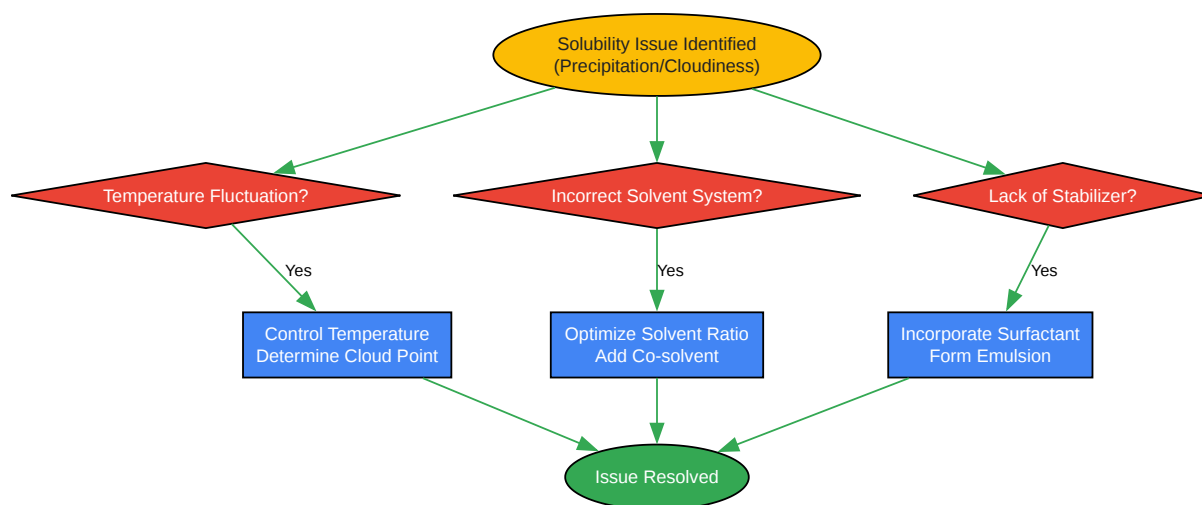 Solubility Issue Identified
(Precipitation/Cloudiness)
Temperature Fluctuation?
Incorrect Solvent System?
Lack of Stabilizer?
Yes
Yes
Yes
Control Temperature
Determine Cloud Point
Optimize Solvent Ratio
Add Co-solvent
Incorporate Surfactant
Form Emulsion
Issue Resolved